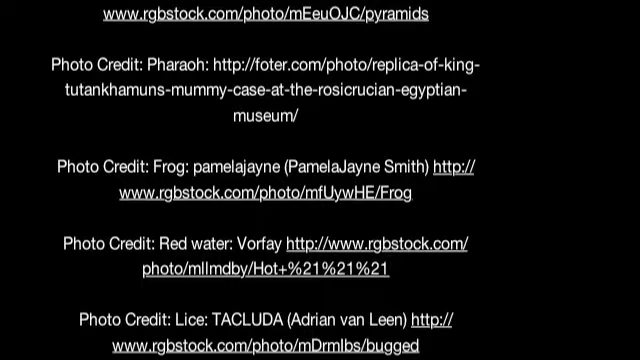 www.rgbstock.com/photo/mEeuOJC/pyramids
Photo Credit: Pharaoh: http://foter.com/photo/replica-of-king-
tutankhamuns-mummy-case-at-the-rosicrucian-egyptian-
museum/
Photo Credit: Frog: pamelajayne (PamelaJayne Smith) http://
www.rgbstock.com/photo/mfUywHE/Frog
Photo Credit: Red water: Vorfay http://www.rgbstock.com/
photo/mllmdby/Hot+%21%21%21
Photo Credit: Lice: TACLUDA (Adrian van Leen) http://
www.rgbstock.com/photo/mDrmlbs/bugged